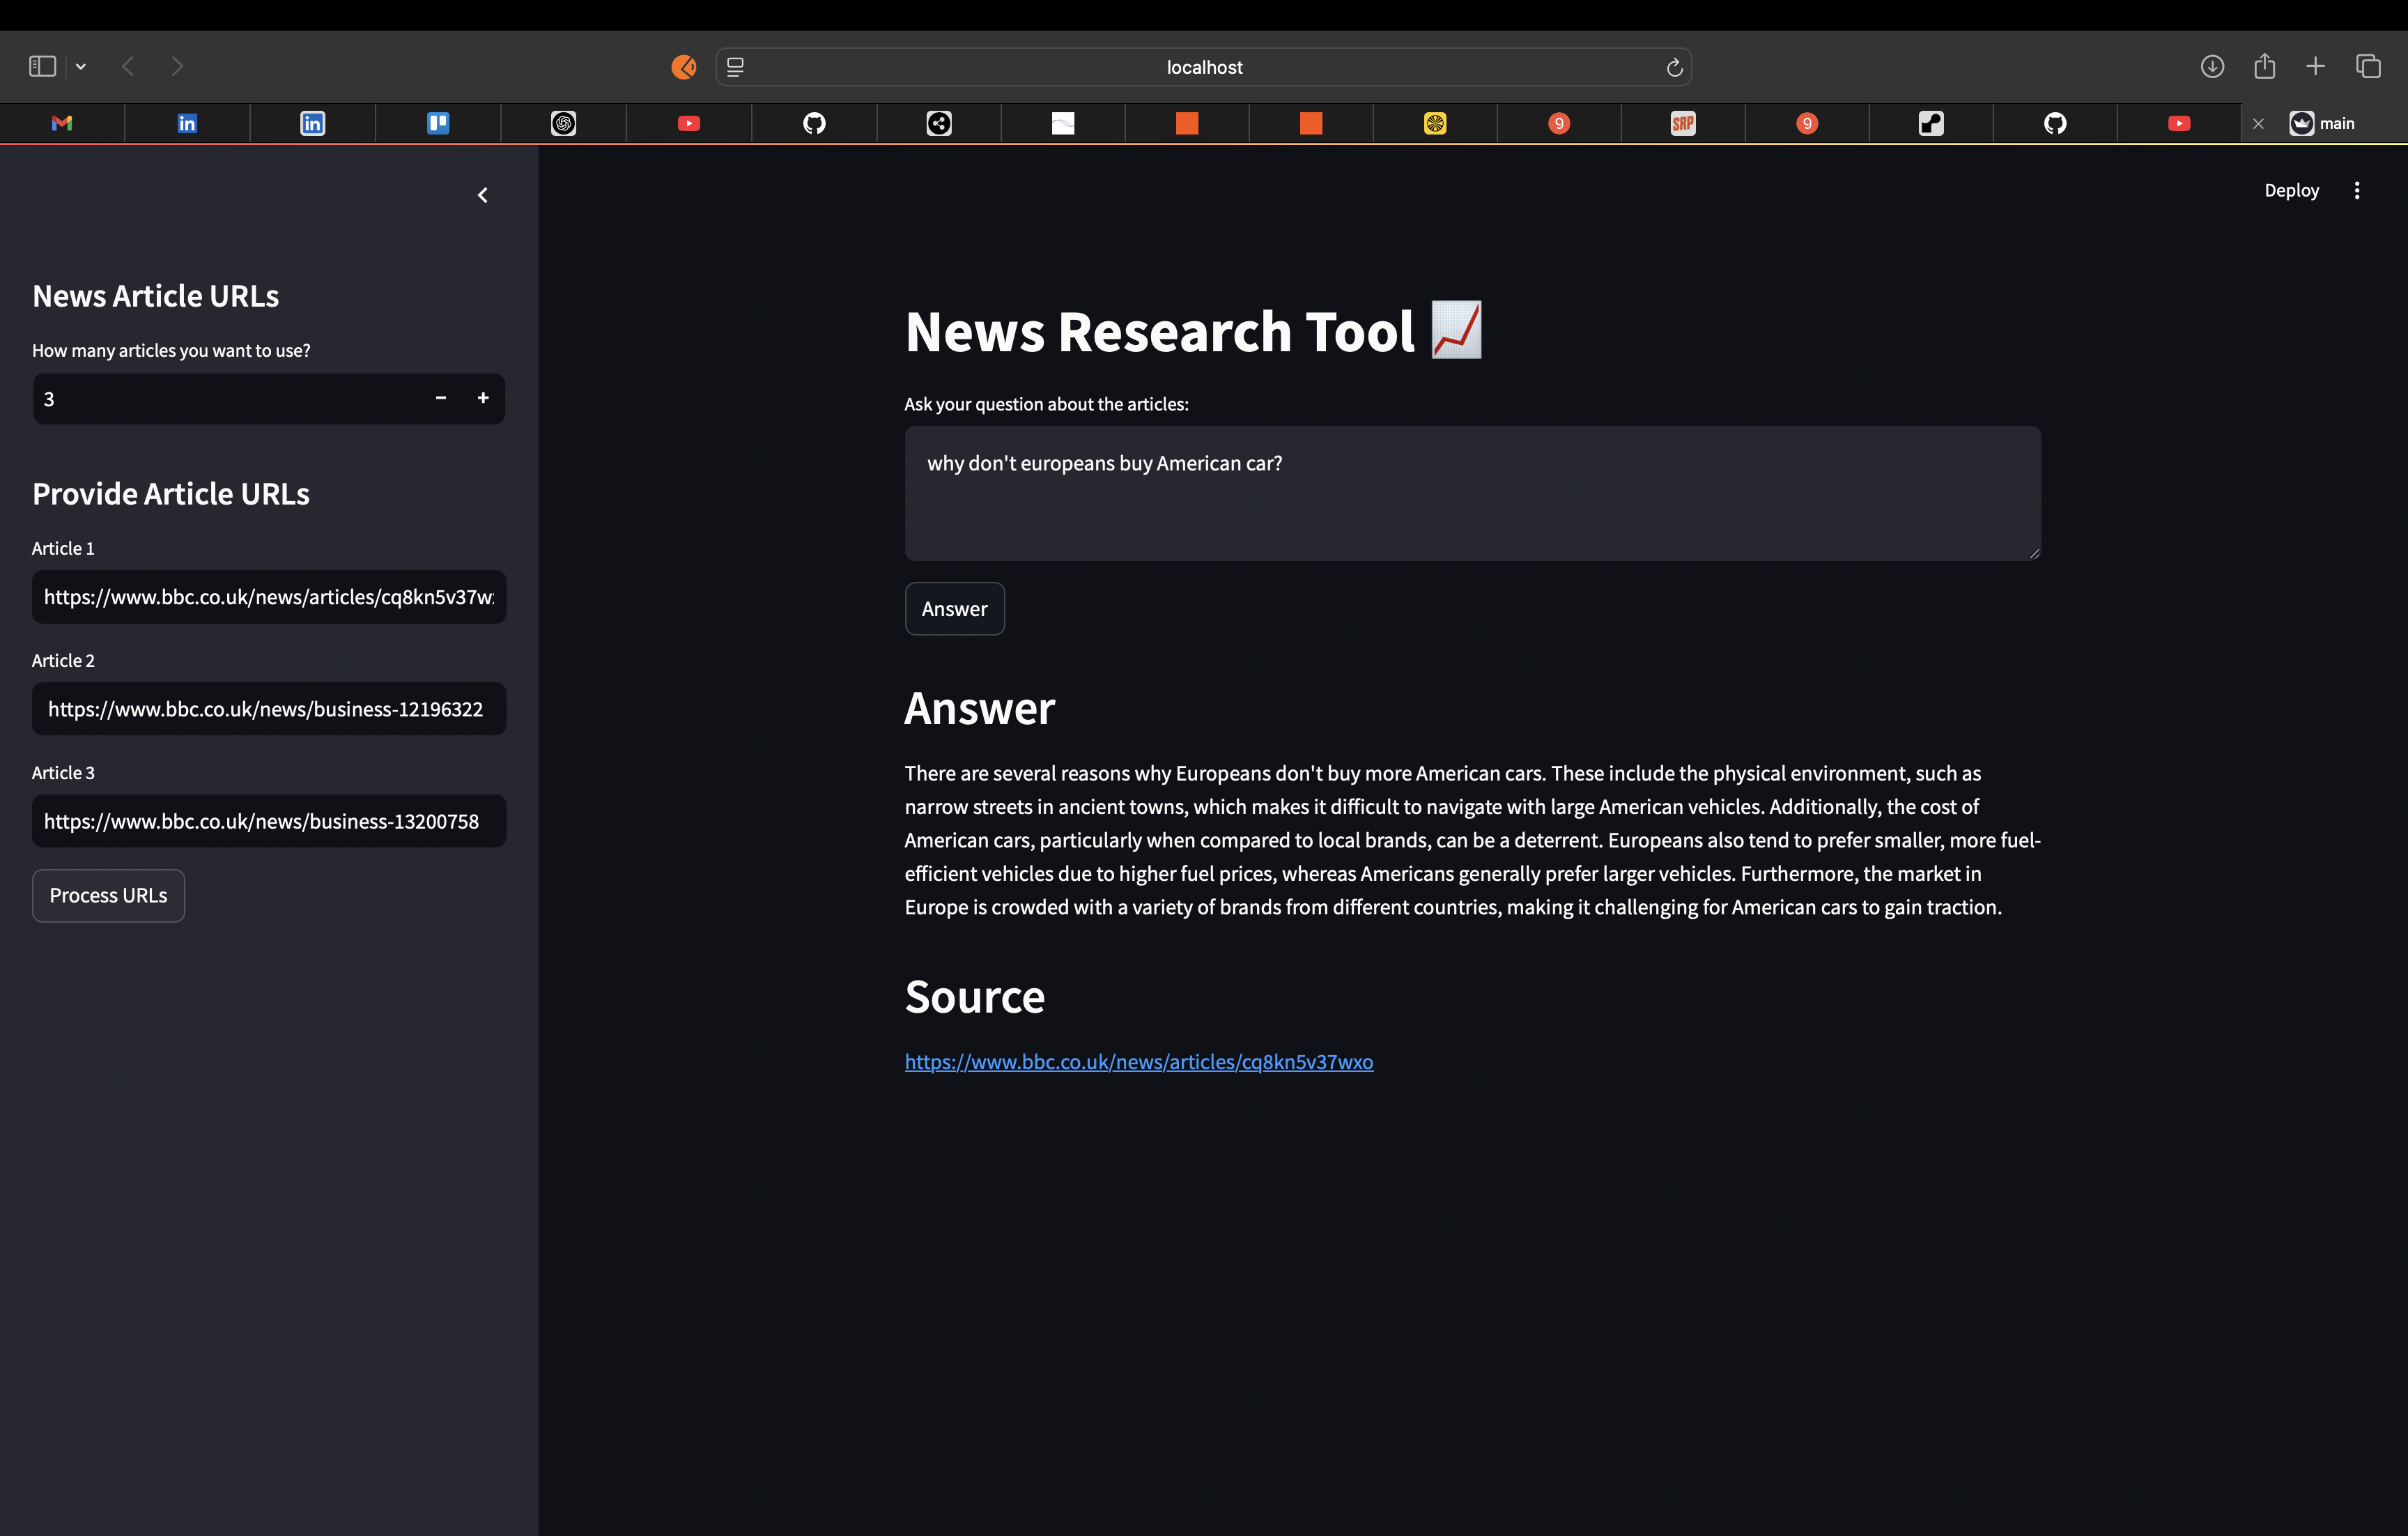 localhost
in
in
9
SRP
9
main
Deploy
News Article URLs
How many articles you want to use?
3
Provide Article URLs
Article 1
https://www.bbc.co.uk/news/articles/cq8kn5v37w
Article 2
https://www.bbc.co.uk/news/business-12196322
Article 3
https://www.bbc.co.uk/news/business-13200758
Process URLs
News Research Tool
Ask your question about the articles:
why don't europeans buy American car?
Answer
Answer
There are several reasons why Europeans don't buy more American cars. These include the physical environment, such as
narrow streets in ancient towns, which makes it difficult to navigate with large American vehicles. Additionally, the cost of
American cars, particularly when compared to local brands, can be a deterrent. Europeans also tend to prefer smaller, more fuel-
efficient vehicles due to higher fuel prices, whereas Americans generally prefer larger vehicles. Furthermore, the market in
Europe is crowded with a variety of brands from different countries, making it challenging for American cars to gain traction.
Source
https://www.bbc.co.uk/news/articles/cq8kn5v37wxo